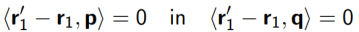 ⟨r′₁ − r₁, p⟩ = 0 in ⟨r′₁ − r₁, q⟩ = 0